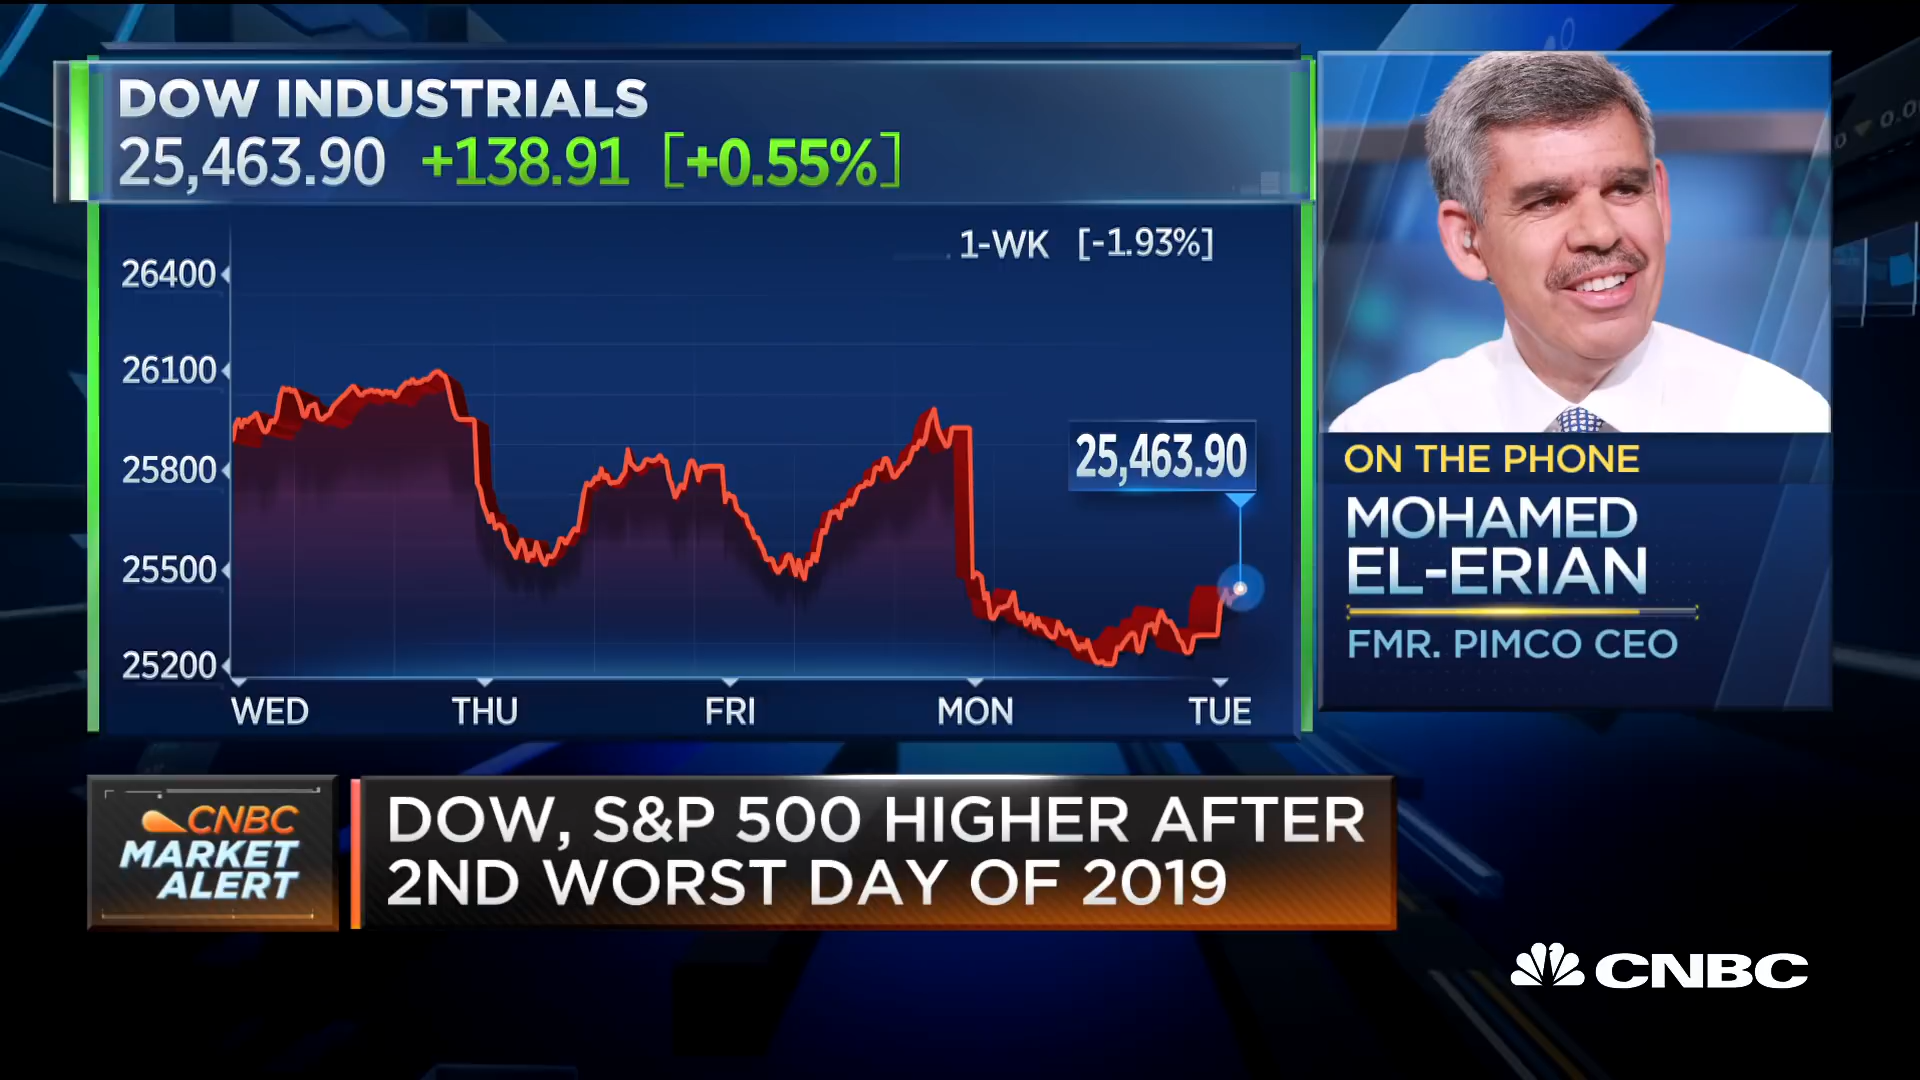 DOW INDUSTRIALS
25,463.90 +138.91 [+0.55%]
1-WK [-1.93%]
26400
26100
25800
25500
25200
25,463.90
WED THU FRI MON TUE
ON THE PHONE
MOHAMED
EL-ERIAN
FMR. PIMCO CEO
CNBC
MARKET
ALERT
DOW, S&P 500 HIGHER AFTER
2ND WORST DAY OF 2019
CNBC